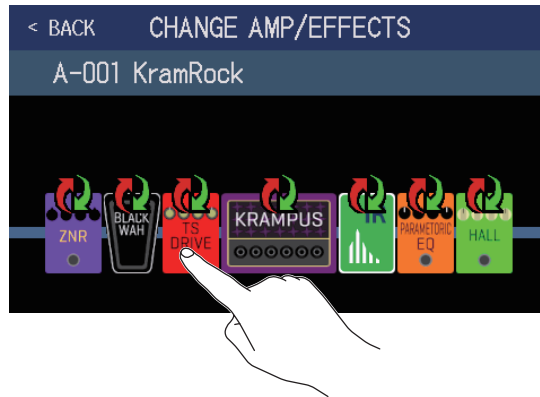 < BACK CHANGE AMP/EFFECTS
A-001 KramRock
ZNR
BLACK
WAH
TS
DRIVE
KRAMPUS
IR
PARAMETORIC
EQ
HALL